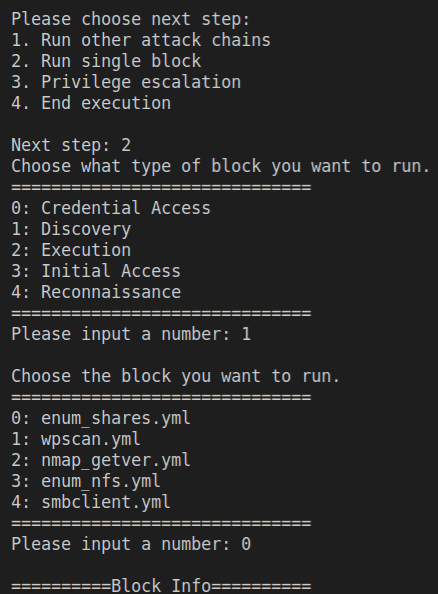 Please choose next step:
1. Run other attack chains
2. Run single block
3. Privilege escalation
4. End execution
Next step: 2
Choose what type of block you want to run.
==============================
0: Credential Access
1: Discovery
2: Execution
3: Initial Access
4: Reconnaissance
==============================
Please input a number: 1
Choose the block you want to run.
==============================
0: enum_shares.yml
1: wpscan.yml
2: nmap_getver.yml
3: enum_nfs.yml
4: smbclient.yml
==============================
Please input a number: 0
==========Block Info==========